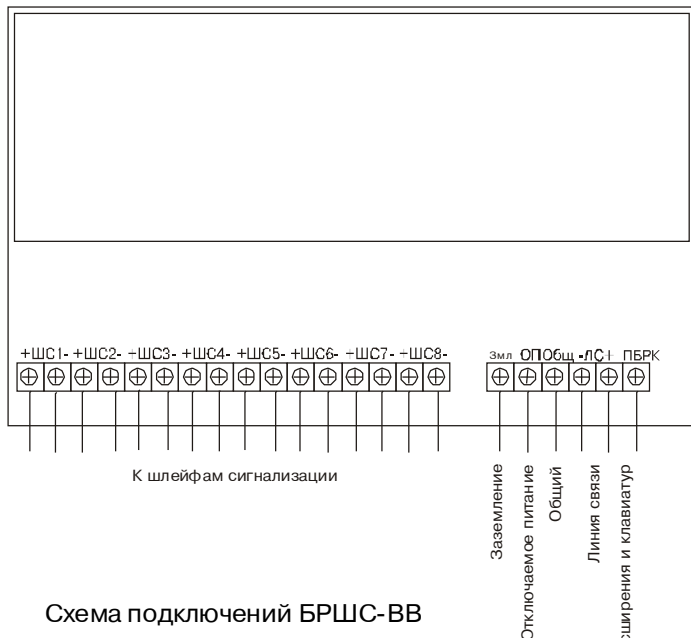 +ШС1- +ШС2- +ШС3- +ШС4- +ШС5- +ШС6- +ШС7- +ШС8-
Змл ОП Общ -ЛС+ ПБРК
К шлейфам сигнализации
Заземление
Отключаемое питание
Общий
Линия связи
и клавиатур
Схема подключений БРШС-ВВ